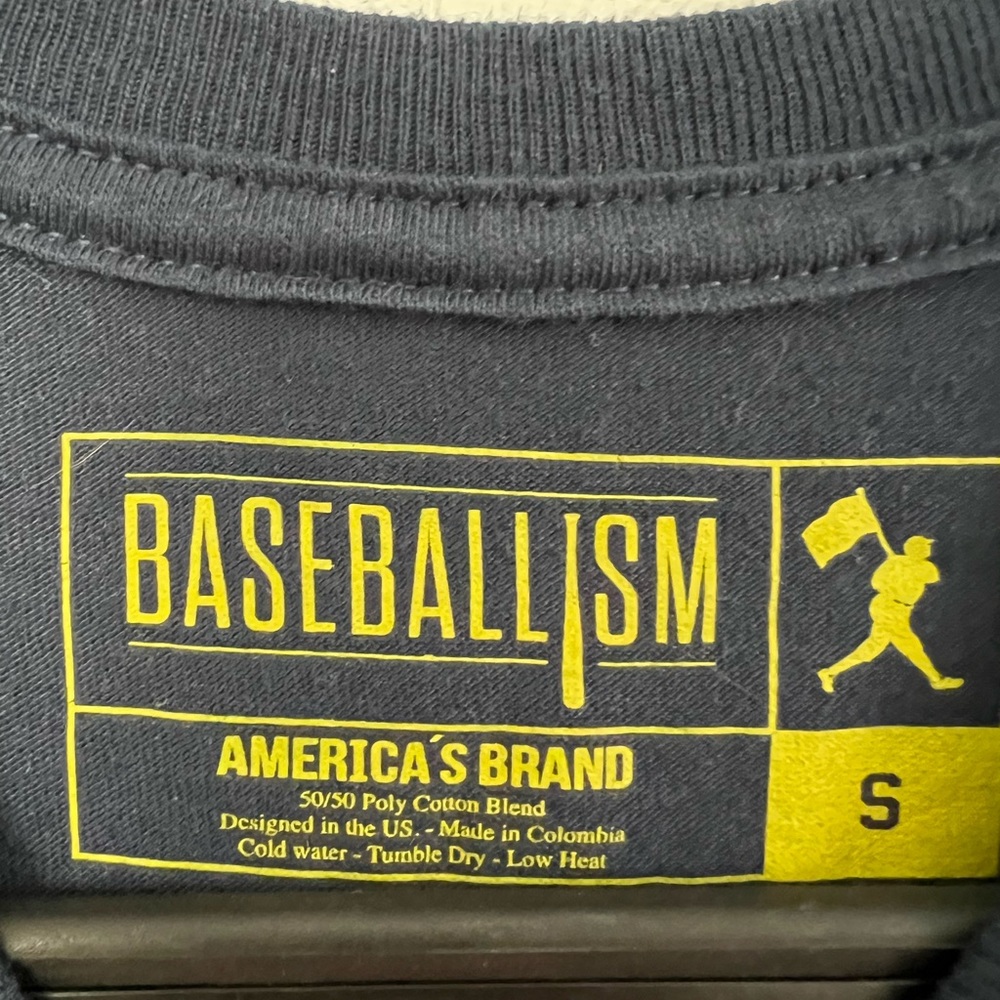 BASEBALLISM
AMERICA´S BRAND
50/50 Poly Cotton Blend
Designed in the US. - Made in Colombia
Cold water - Tumble Dry - Low Heat
S